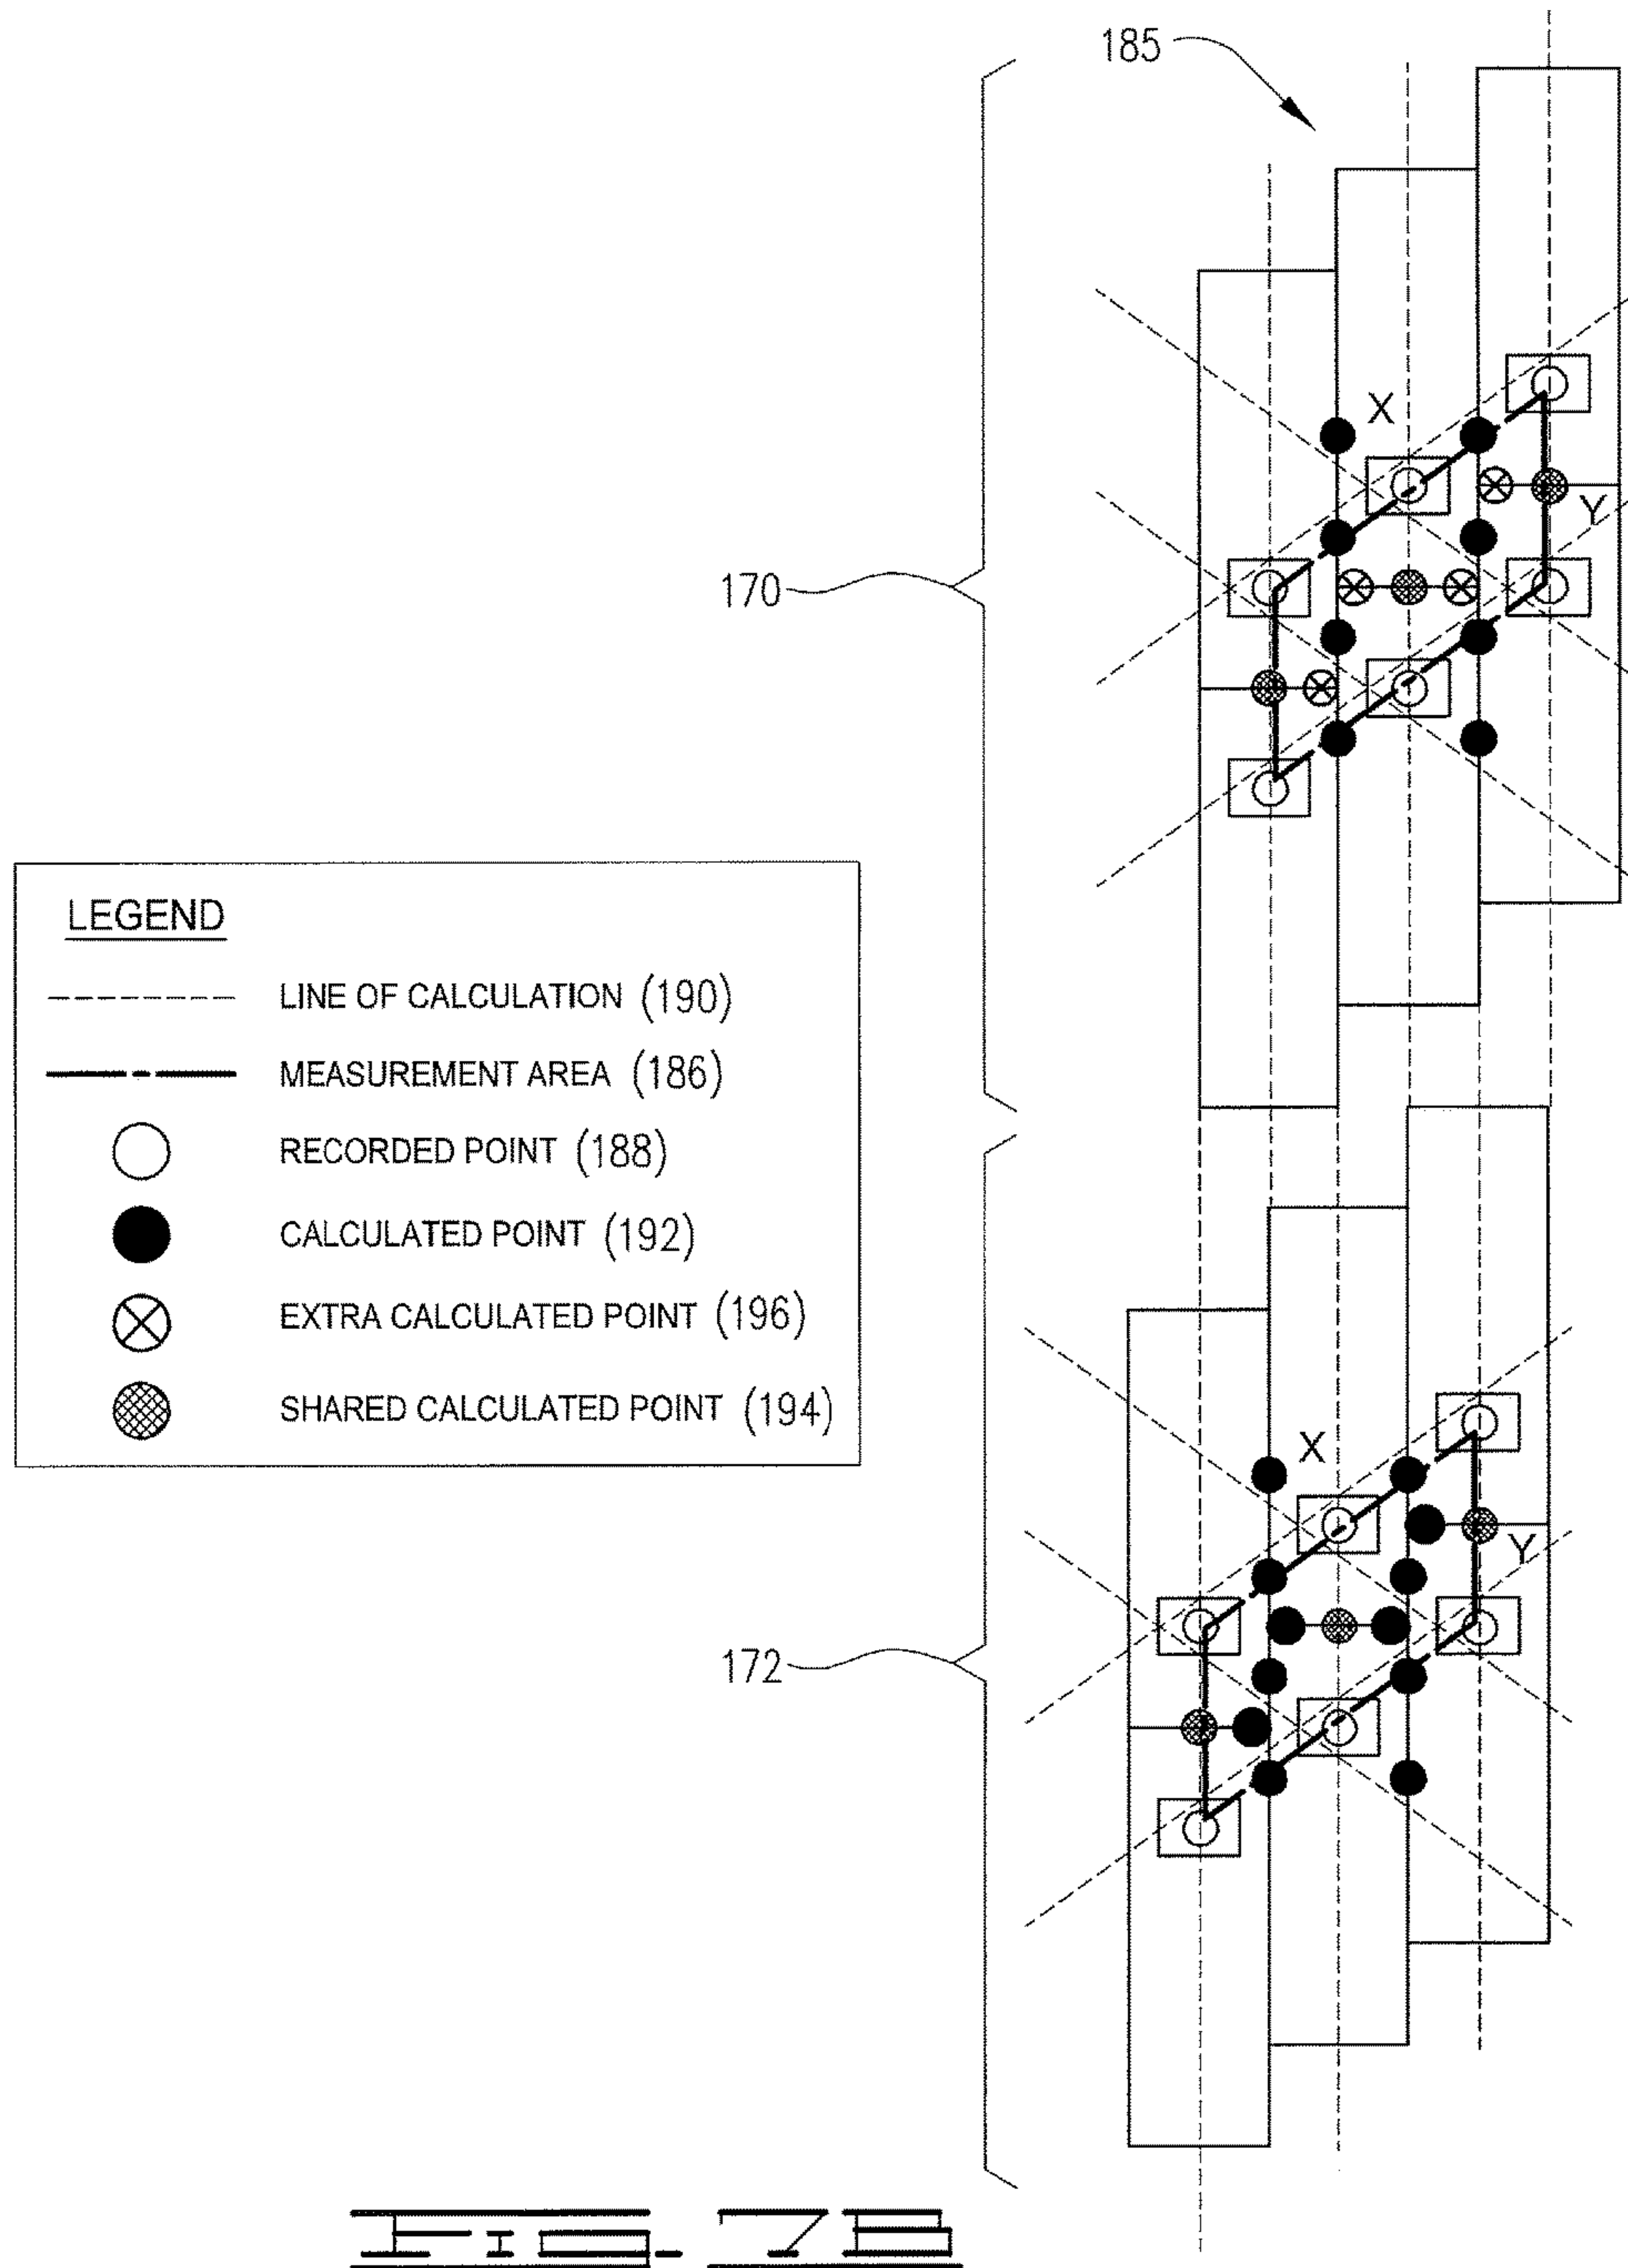 185
X
Y
170
LEGEND
LINE OF CALCULATION (190)
MEASUREMENT AREA (186)
RECORDED POINT (188)
CALCULATED POINT (192)
EXTRA CALCULATED POINT (196)
SHARED CALCULATED POINT (194)
X
Y
172
FIG. 7B